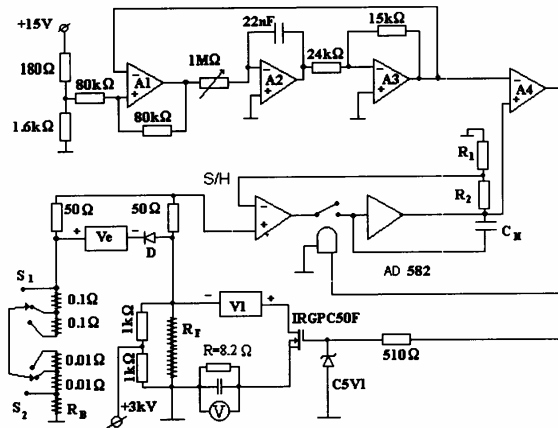 +15V
180Ω
1.6kΩ
80kΩ
A1
80kΩ
1MΩ
22nF
A2
24kΩ
15kΩ
A3
A4
R1
R2
S/H
CH
AD 582
50Ω
50Ω
+ Ve -
D
S1
0.1Ω
0.1Ω
0.01Ω
0.01Ω
S2
RB
1kΩ
1kΩ
+3kV
RF
- V1 +
R=8.2 Ω
V
IRGPC50F
C5V1
510Ω